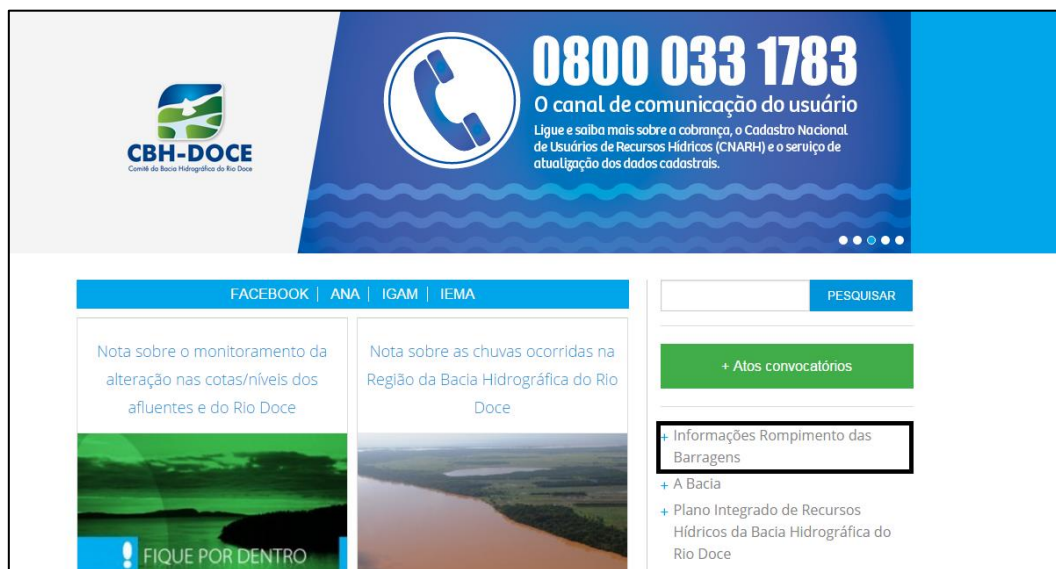 0800 033 1783
O canal de comunicação do usuário
Ligue e saiba mais sobre a cobrança, o Cadastro Nacional
de Usuários de Recursos Hídricos (CNARH) e o serviço de
atualização dos dados cadastrais.
CBH-DOCE
Comitê da Bacia Hidrográfica do Rio Doce
FACEBOOK | ANA | IGAM | IEMA
PESQUISAR
Nota sobre o monitoramento da
alteração nas cotas/níveis dos
afluentes e do Rio Doce
! FIQUE POR DENTRO
Nota sobre as chuvas ocorridas na
Região da Bacia Hidrográfica do Rio
Doce
+ Atos convocatórios
+ Informações Rompimento das
Barragens
+ A Bacia
+ Plano Integrado de Recursos
Hídricos da Bacia Hidrográfica do
Rio Doce